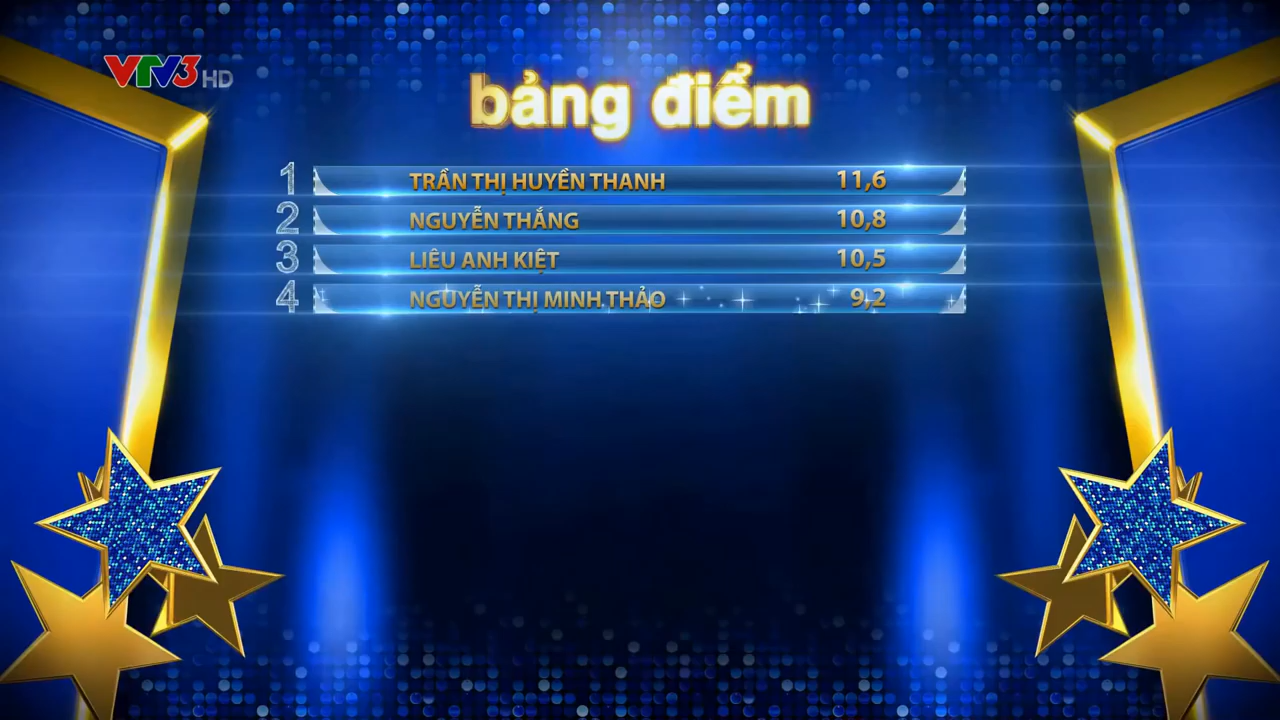 VTV3 HD
bảng điểm
1 TRẦN THỊ HUYỀN THANH 11,6
2 NGUYỄN THẮNG 10,8
3 LIÊU ANH KIỆT 10,5
4 NGUYỄN THỊ MINH THẢO 9,2